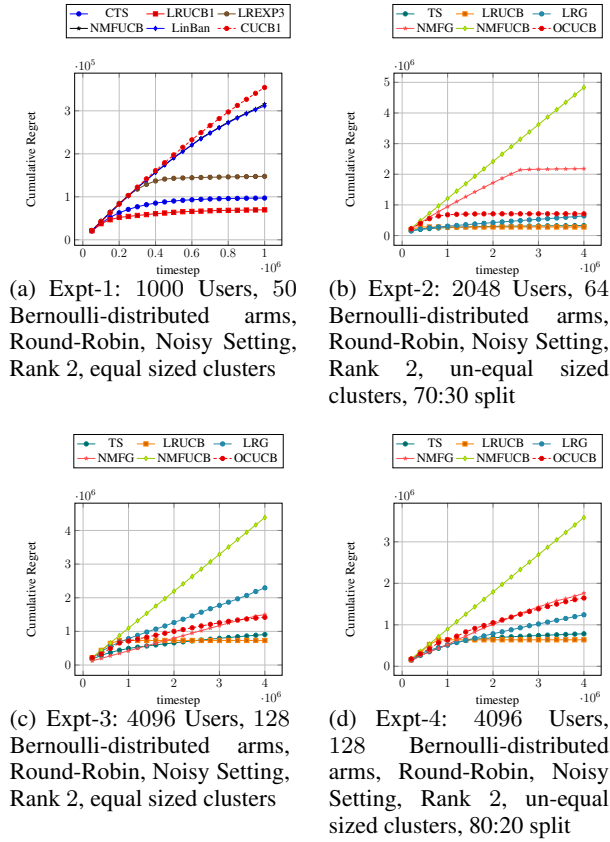 CTS LRUCB1 LREXP3
NMFUCB LinBan CUCB1
·10^5
Cumulative Regret
3
2
1
0
0 0.2 0.4 0.6 0.8 1
timestep ·10^6
(a) Expt-1: 1000 Users, 50
Bernoulli-distributed arms,
Round-Robin, Noisy Setting,
Rank 2, equal sized clusters
TS LRUCB LRG
NMFG NMFUCB OCUCB
·10^6
Cumulative Regret
6
5
4
3
2
1
0
0 1 2 3 4
timestep ·10^6
(b) Expt-2: 2048 Users, 64
Bernoulli-distributed arms,
Round-Robin, Noisy Setting,
Rank 2, un-equal sized
clusters, 70:30 split
TS LRUCB LRG
NMFG NMFUCB OCUCB
·10^6
Cumulative Regret
4
3
2
1
0
0 1 2 3 4
timestep ·10^6
(c) Expt-3: 4096 Users, 128
Bernoulli-distributed arms,
Round-Robin, Noisy Setting,
Rank 2, equal sized clusters
TS LRUCB LRG
NMFG NMFUCB OCUCB
·10^6
Cumulative Regret
3
2
1
0
0 1 2 3 4
timestep ·10^6
(d) Expt-4: 4096 Users,
128 Bernoulli-distributed
arms, Round-Robin, Noisy
Setting, Rank 2, un-equal
sized clusters, 80:20 split